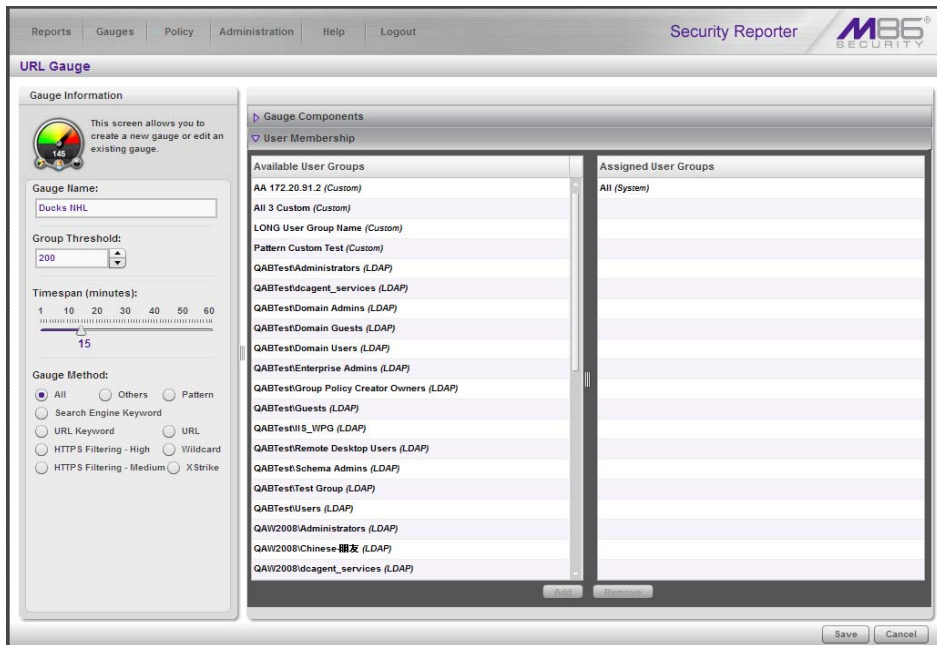 Reports Gauges Policy Administration Help Logout
Security Reporter
M86®
SECURITY
URL Gauge
Gauge Information
This screen allows you to
create a new gauge or edit an
existing gauge.
145
Gauge Name:
Ducks NHL
Group Threshold:
200
Timespan (minutes):
1 10 20 30 40 50 60
15
Gauge Method:
All Others Pattern
Search Engine Keyword
URL Keyword URL
HTTPS Filtering - High Wildcard
HTTPS Filtering - Medium XStrike
Gauge Components
User Membership
Available User Groups
AA 172.20.91.2 (Custom)
All 3 Custom (Custom)
LONG User Group Name (Custom)
Pattern Custom Test (Custom)
QABTest\Administrators (LDAP)
QABTest\dcagent_services (LDAP)
QABTest\Domain Admins (LDAP)
QABTest\Domain Guests (LDAP)
QABTest\Domain Users (LDAP)
QABTest\Enterprise Admins (LDAP)
QABTest\Group Policy Creator Owners (LDAP)
QABTest\Guests (LDAP)
QABTest\IIS_WPG (LDAP)
QABTest\Remote Desktop Users (LDAP)
QABTest\Schema Admins (LDAP)
QABTest\Test Group (LDAP)
QABTest\Users (LDAP)
QAW2008\Administrators (LDAP)
QAW2008\Chinese-朋友 (LDAP)
QAW2008\dcagent_services (LDAP)
Assigned User Groups
All (System)
Add Remove
Save Cancel